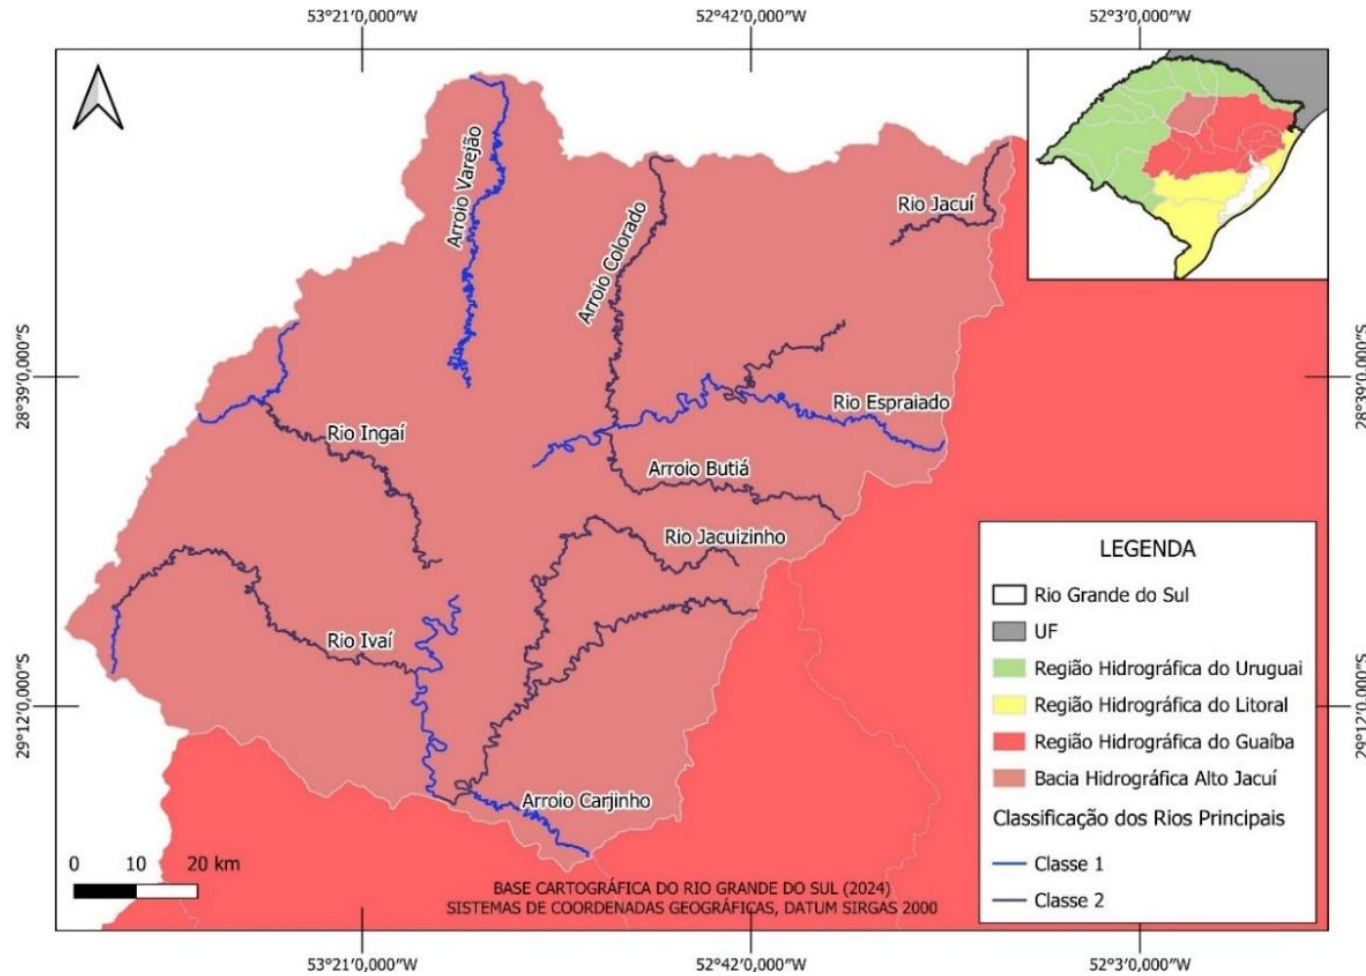 53°21′0,000″W
52°42′0,000″W
52°3′0,000″W
Arroio Varejão
Rio Jacuí
Arroio Colorado
28°39′0,000″S
28°39′0,000″S
Rio Espraiado
Rio Ingaí
Arroio Butiá
Rio Jacuizinho
LEGENDA
Rio Grande do Sul
UF
Região Hidrográfica do Uruguai
Região Hidrográfica do Litoral
Região Hidrográfica do Guaíba
Bacia Hidrográfica Alto Jacuí
Classificação dos Rios Principais
Classe 1
Classe 2
Rio Ivaí
29°12′0,000″S
29°12′0,000″S
Arroio Carjinho
0 10 20 km
BASE CARTOGRÁFICA DO RIO GRANDE DO SUL (2024)
SISTEMAS DE COORDENADAS GEOGRÁFICAS, DATUM SIRGAS 2000
53°21′0,000″W
52°42′0,000″W
52°3′0,000″W